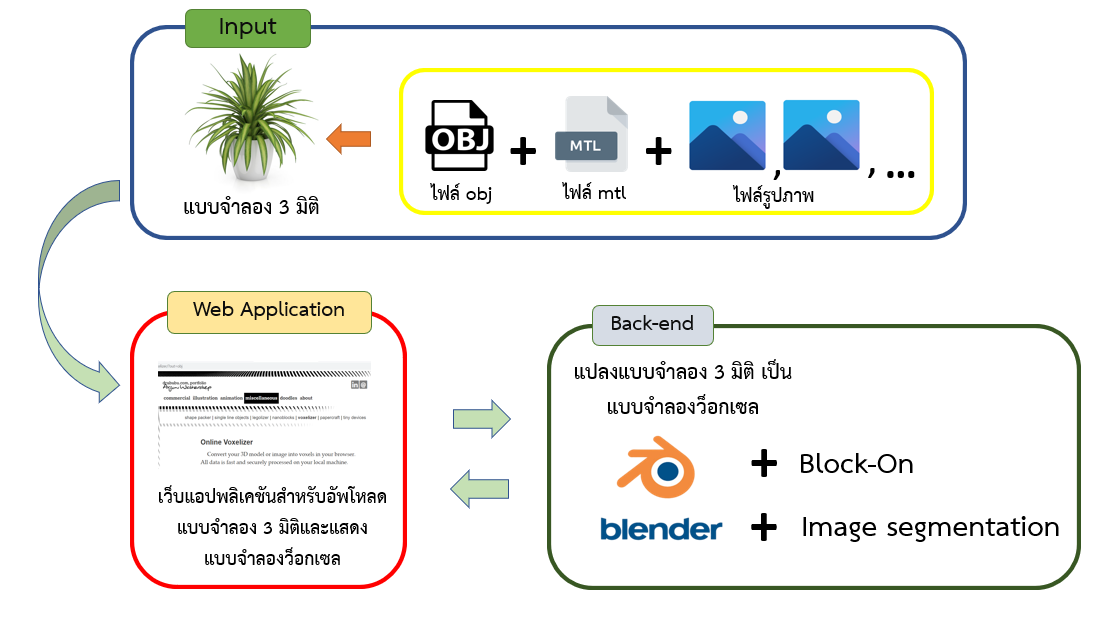 Input
OBJ
MTL
+
+
, , ...
ไฟล์ obj
ไฟล์ mtl
ไฟล์รูปภาพ
แบบจำลอง 3 มิติ
Web Application
commercial illustration animation miscellaneous doodles about
shape packer | single line objects | legolizer | nanoblocks | voxelizer | papercraft | tiny devices
Online Voxelizer
Convert your 3D model or image into voxels in your browser.
All data is fast and securely processed on your local machine.
เว็บแอปพลิเคชันสำหรับอัพโหลด
แบบจำลอง 3 มิติและแสดง
แบบจำลองว็อกเซล
Back-end
แปลงแบบจำลอง 3 มิติ เป็น
แบบจำลองว็อกเซล
blender
+ Block-On
+ Image segmentation